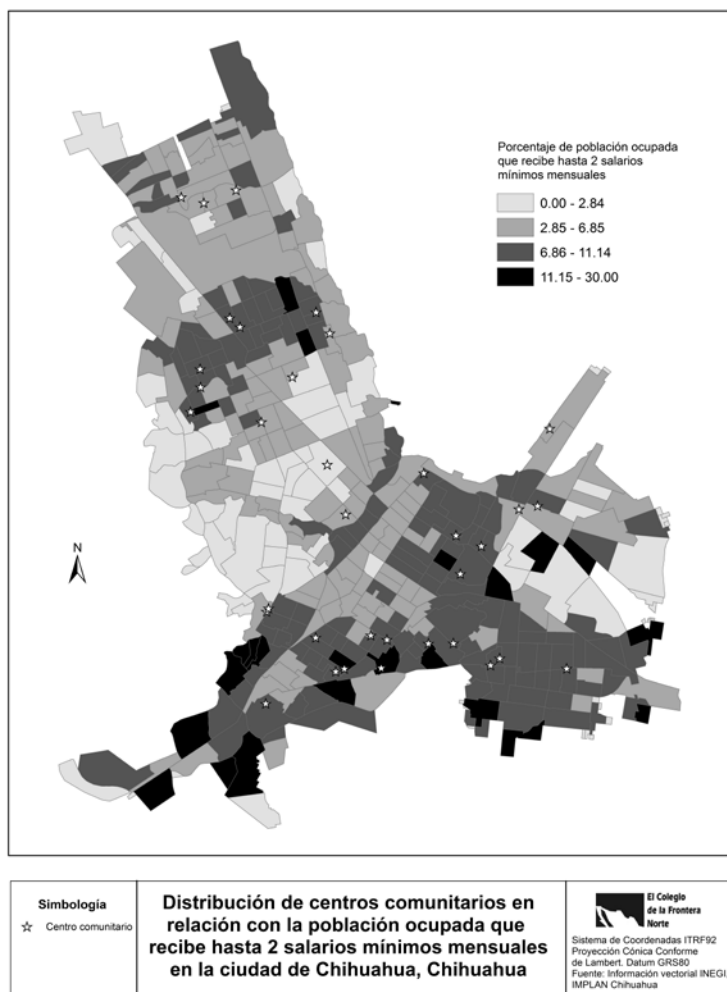 Porcentaje de población ocupada
que recibe hasta 2 salarios
mínimos mensuales
0.00 - 2.84
2.85 - 6.85
6.86 - 11.14
11.15 - 30.00
N
Simbología
Centro comunitario
Distribución de centros comunitarios en
relación con la población ocupada que
recibe hasta 2 salarios mínimos mensuales
en la ciudad de Chihuahua, Chihuahua
El Colegio
de la Frontera
Norte
Sistema de Coordenadas ITRF92
Proyección Cónica Conforme
de Lambert. Datum GRS80
Fuente: Información vectorial INEGI,
IMPLAN Chihuahua